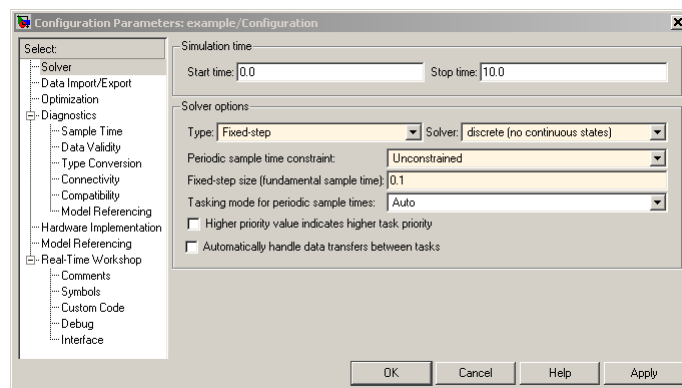 Configuration Parameters: example/Configuration
Select:
Solver
Data Import/Export
Optimization
Diagnostics
Sample Time
Data Validity
Type Conversion
Connectivity
Compatibility
Model Referencing
Hardware Implementation
Model Referencing
Real-Time Workshop
Comments
Symbols
Custom Code
Debug
Interface
Simulation time
Start time: 0.0 Stop time: 10.0
Solver options
Type: Fixed-step Solver: discrete (no continuous states)
Periodic sample time constraint: Unconstrained
Fixed-step size (fundamental sample time): 0.1
Tasking mode for periodic sample times: Auto
Higher priority value indicates higher task priority
Automatically handle data transfers between tasks
OK Cancel Help Apply